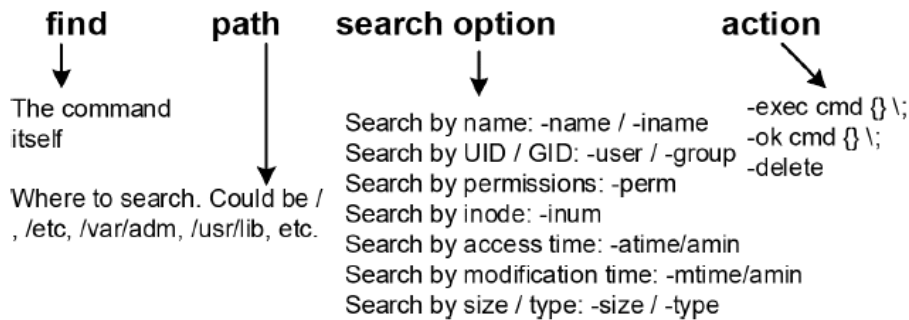 find path search option action
The command
itself
Where to search. Could be /
, /etc, /var/adm, /usr/lib, etc.
Search by name: -name / -iname
Search by UID / GID: -user / -group
Search by permissions: -perm
Search by inode: -inum
Search by access time: -atime/amin
Search by modification time: -mtime/amin
Search by size / type: -size / -type
-exec cmd {} \;
-ok cmd {} \;
-delete